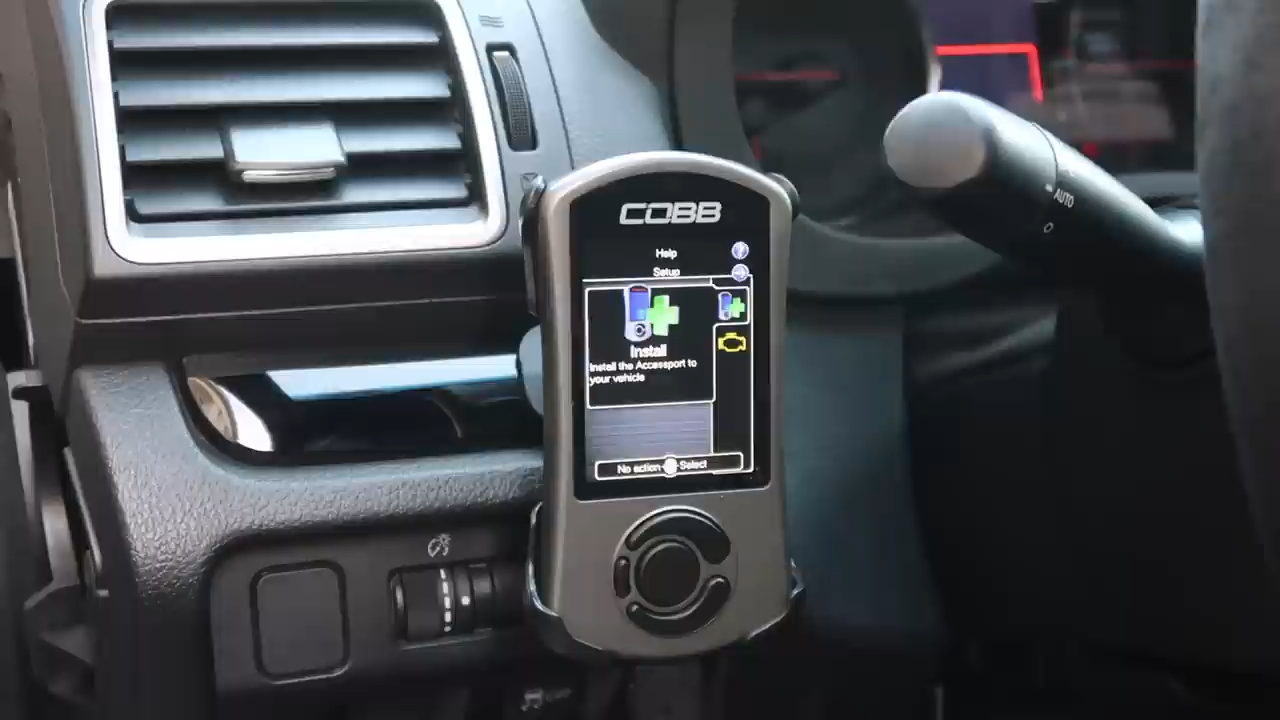 COBB
Help
Setup
Install
Install the Accessport to
your vehicle
No action Select
AUTO